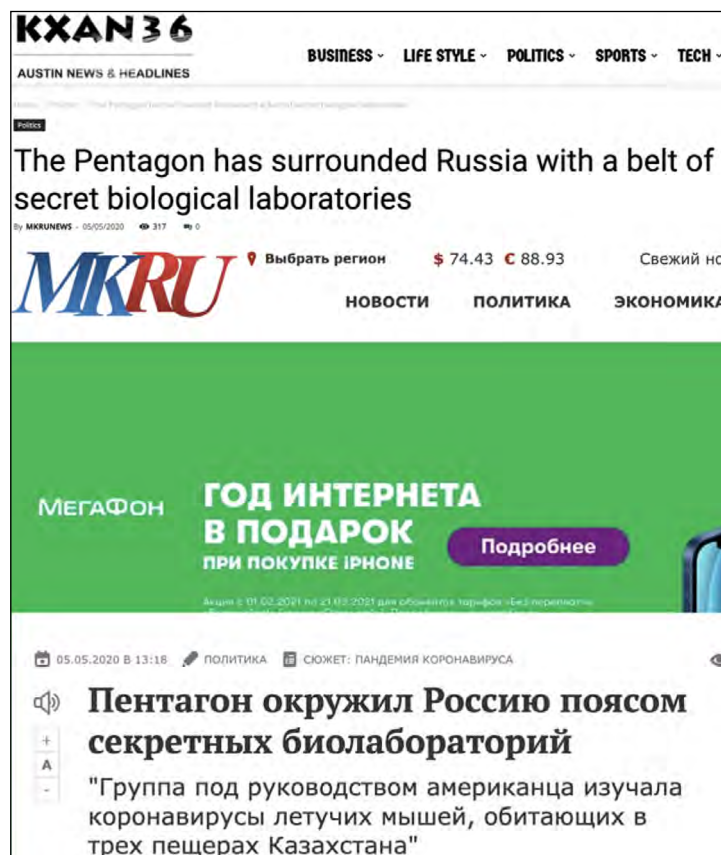 KXAN36
AUSTIN NEWS & HEADLINES
BUSINESS LIFE STYLE POLITICS SPORTS TECH
Politics
The Pentagon has surrounded Russia with a belt of
secret biological laboratories
By MKRUNEWS - 05/05/2020 317 0
MKRU
Выбрать регион $ 74.43 € 88.93 Свежий но
НОВОСТИ ПОЛИТИКА ЭКОНОМИКА
МЕГАФОН
ГОД ИНТЕРНЕТА
В ПОДАРОК
ПРИ ПОКУПКЕ IPHONE
Подробнее
05.05.2020 В 13:18 ПОЛИТИКА СЮЖЕТ: ПАНДЕМИЯ КОРОНАВИРУСА
Пентагон окружил Россию поясом
секретных биолабораторий
+
A
-
"Группа под руководством американца изучала
коронавирусы летучих мышей, обитающих в
трех пещерах Казахстана"